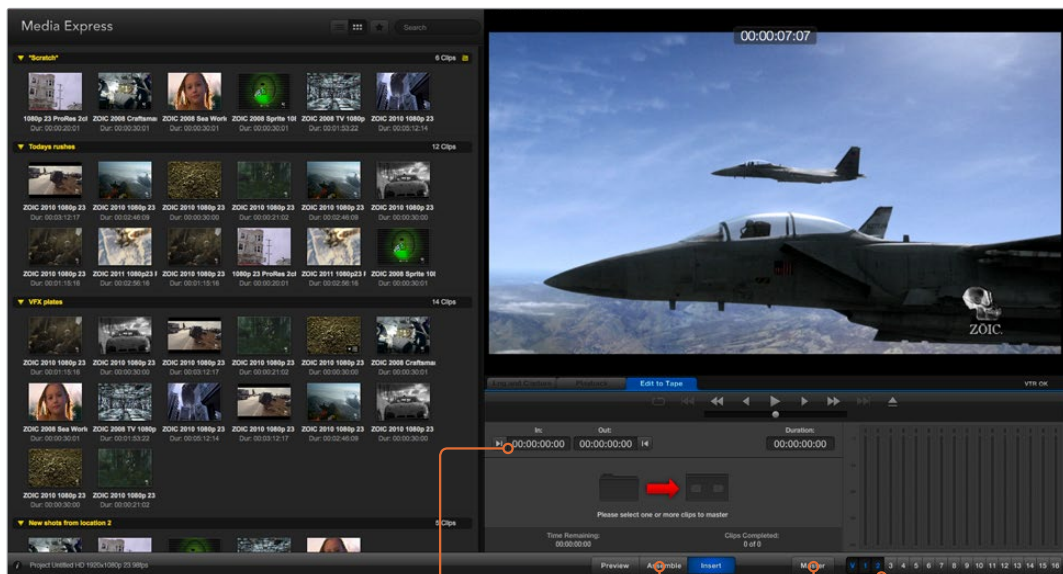 Media Express
Search
00:00:07:07
"Scratch"
6 Clips
1080p 23 ProRes 2cl
ZOIC 2008 Craftsma
ZOIC 2008 Sea Worl
ZOIC 2008 Sprite 10
ZOIC 2008 TV 1080p
ZOIC 2010 1080p 23
Dur: 00:00:20:01
Dur: 00:00:30:01
Dur: 00:00:30:01
Dur: 00:00:30:01
Dur: 00:01:53:22
Dur: 00:05:12:14
Todays rushes
12 Clips
ZOIC 2010 1080p 23
ZOIC 2010 1080p 23
ZOIC 2010 1080p 23
ZOIC 2010 1080p 23
ZOIC 2010 1080p 23
ZOIC 2010 1080p 23
Dur: 00:03:12:17
Dur: 00:02:46:09
Dur: 00:00:30:00
Dur: 00:00:21:02
Dur: 00:02:46:09
Dur: 00:00:30:00
ZOIC 2010 1080p 23
ZOIC 2011 1080p23 F
ZOIC 2010 1080p 23
1080p 23 ProRes 2cl
ZOIC 2011 1080p23 F
ZOIC 2008 Sprite 10
Dur: 00:01:15:16
Dur: 00:02:56:16
Dur: 00:01:15:16
Dur: 00:00:20:01
Dur: 00:02:56:16
Dur: 00:00:30:01
VFX plates
14 Clips
ZOIC 2010 1080p 23
ZOIC 2010 1080p 23
ZOIC 2010 1080p 23
ZOIC 2010 1080p 23
ZOIC 2010 1080p 23
ZOIC 2008 Craftsma
Dur: 00:01:15:16
Dur: 00:00:30:00
Dur: 00:03:12:17
Dur: 00:00:21:02
Dur: 00:00:30:00
Dur: 00:00:30:01
ZOIC 2008 Sea Worl
ZOIC 2008 TV 1080p
ZOIC 2010 1080p 23
ZOIC 2010 1080p 23
ZOIC 2010 1080p 23
ZOIC 2010 1080p 23
Dur: 00:00:30:01
Dur: 00:01:53:22
Dur: 00:05:12:14
Dur: 00:03:12:17
Dur: 00:02:46:09
Dur: 00:00:30:00
ZOIC 2010 1080p 23
ZOIC 2010 1080p 23
Dur: 00:00:30:00
Dur: 00:00:21:02
New shots from location 2
5 Clips
Project Untitled HD 1920x1080p 23.98fps
ZOIC.
Log and Capture
Playback
Edit to Tape
VTR OK
In:
Out:
Duration:
00:00:00:00
00:00:00:00
00:00:00:00
Please select one or more clips to master
Time Remaining:
Clips Completed:
00:00:00:00
0 of 0
Preview
Assemble
Insert
Master
V 1 2 3 4 5 6 7 8 9 10 11 12 13 14 15 16